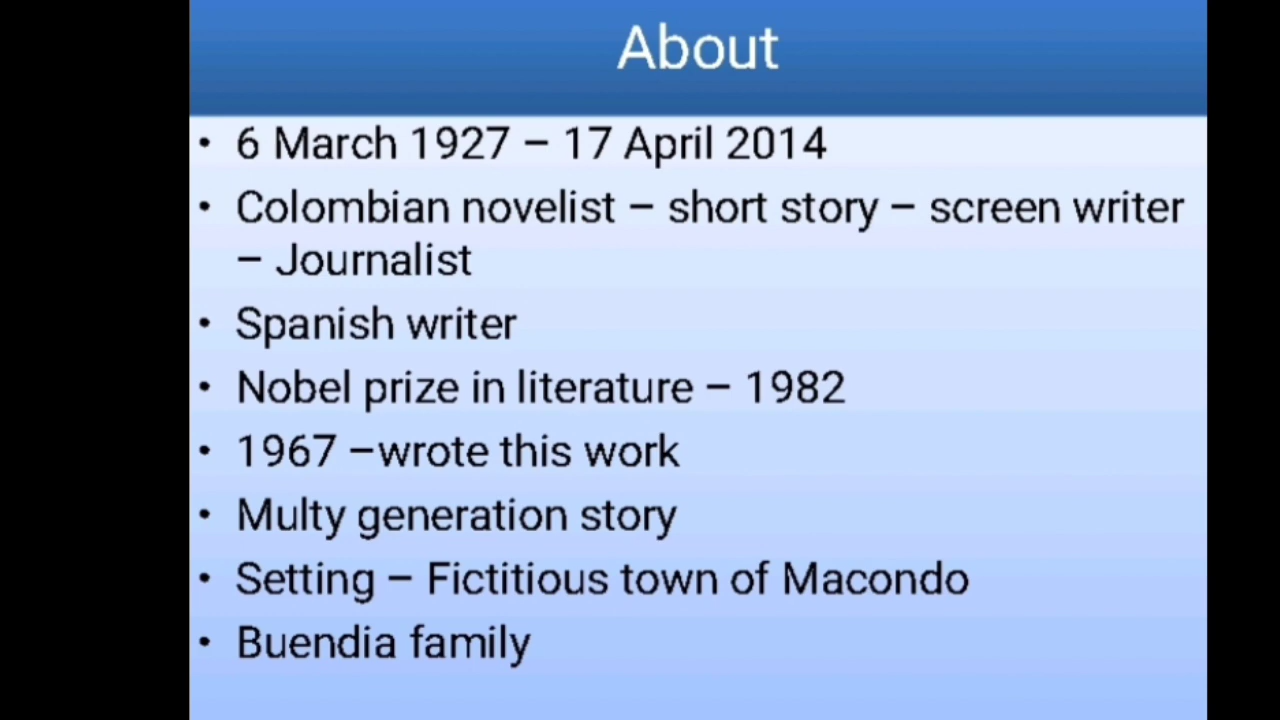 About
• 6 March 1927 – 17 April 2014
• Colombian novelist – short story – screen writer
– Journalist
• Spanish writer
• Nobel prize in literature – 1982
• 1967 –wrote this work
• Multy generation story
• Setting – Fictitious town of Macondo
• Buendia family